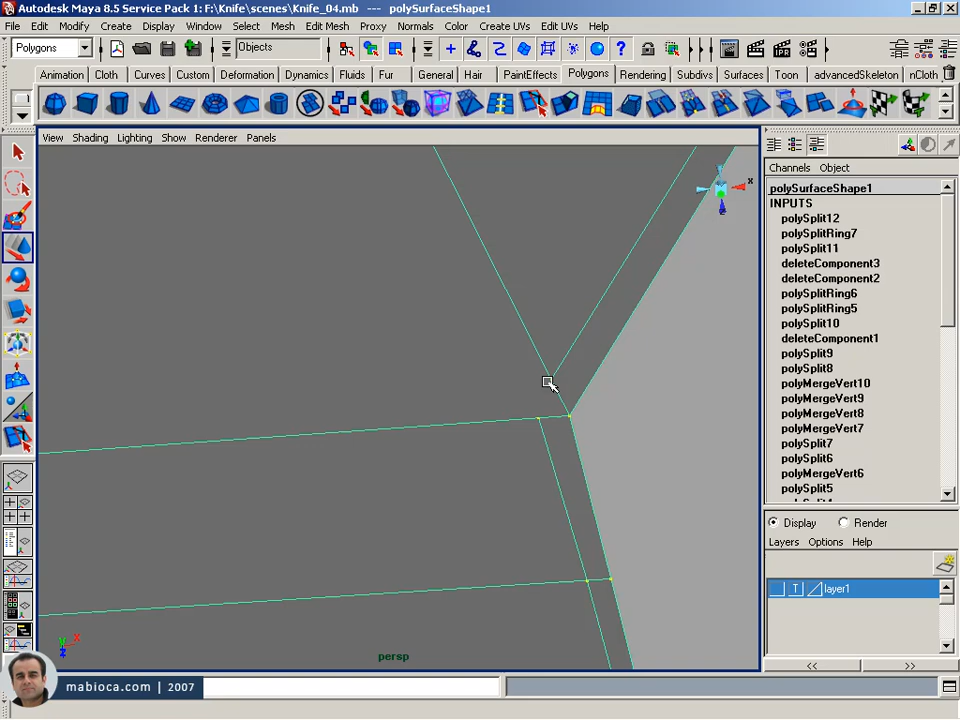 Autodesk Maya 8.5 Service Pack 1: F:\Knife\scenes\Knife_04.mb --- polySurfaceShape1
File Edit Modify Create Display Window Select Mesh Edit Mesh Proxy Normals Color Create UVs Edit UVs Help
Polygons Objects
Animation Cloth Curves Custom Deformation Dynamics Fluids Fur General Hair PaintEffects Polygons Rendering Subdivs Surfaces Toon advancedSkeleton nCloth
View Shading Lighting Show Renderer Panels
Channels Object
polySurfaceShape1
INPUTS
polySplit12
polySplitRing7
polySplit11
deleteComponent3
deleteComponent2
polySplitRing6
polySplitRing5
polySplit10
deleteComponent1
polySplit9
polySplit8
polyMergeVert10
polyMergeVert9
polyMergeVert8
polyMergeVert7
polySplit7
polySplit6
polyMergeVert6
polySplit5
x
Display Render
Layers Options Help
T layer1
y x
z
persp
<< >>
mabioca.com | 2007